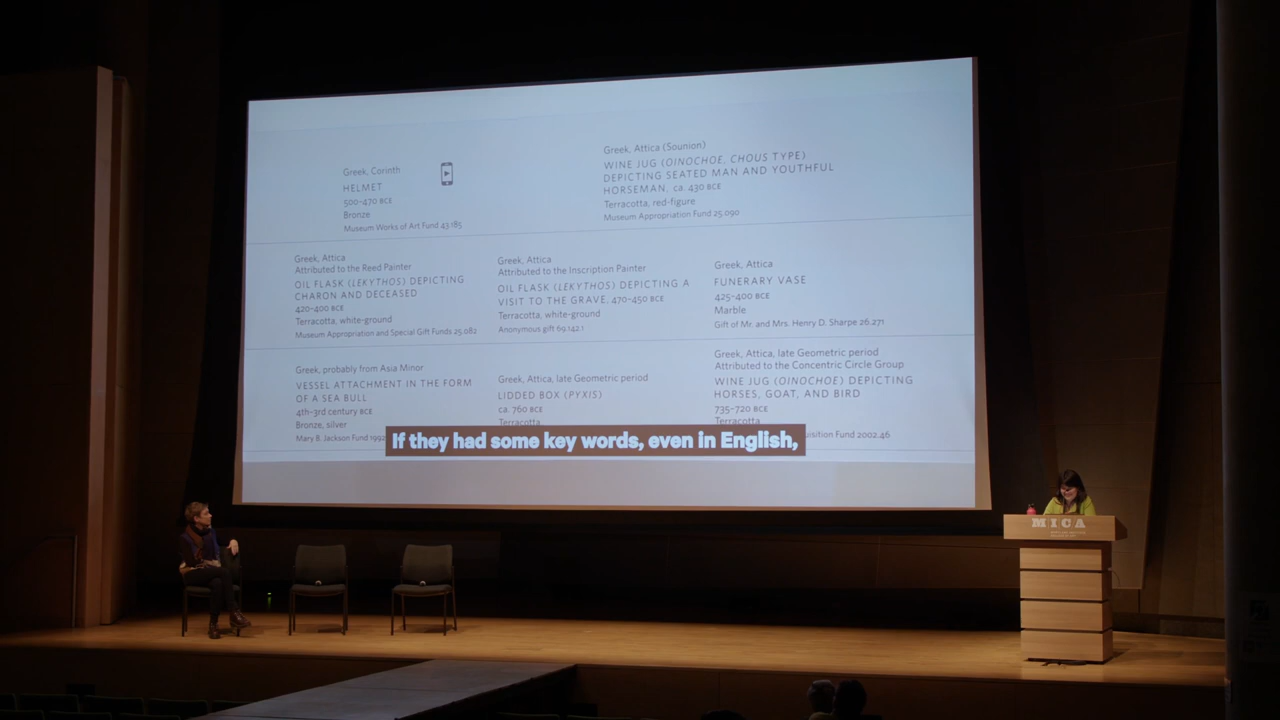 Greek, Corinth
HELMET
500–470 BCE
Bronze
Museum Works of Art Fund 43.185
Greek, Attica (Sounion)
WINE JUG (OINOCHOE, CHOUS TYPE)
DEPICTING SEATED MAN AND YOUTHFUL
HORSEMAN, ca. 430 BCE
Terracotta, red-figure
Museum Appropriation Fund 25.090
Greek, Attica
Attributed to the Reed Painter
OIL FLASK (LEKYTHOS) DEPICTING
CHARON AND DECEASED
420–400 BCE
Terracotta, white-ground
Museum Appropriation and Special Gift Funds 25.082
Greek, Attica
Attributed to the Inscription Painter
OIL FLASK (LEKYTHOS) DEPICTING A
VISIT TO THE GRAVE, 470–450 BCE
Terracotta, white-ground
Anonymous gift 69.142.1
Greek, Attica
FUNERARY VASE
425–400 BCE
Marble
Gift of Mr. and Mrs. Henry D. Sharpe 26.271
Greek, probably from Asia Minor
VESSEL ATTACHMENT IN THE FORM
OF A SEA BULL
4th–3rd century BCE
Bronze, silver
Mary B. Jackson Fund 1992
Greek, Attica, late Geometric period
LIDDED BOX (PYXIS)
ca. 760 BCE
Terracotta
Greek, Attica, late Geometric period
Attributed to the Concentric Circle Group
WINE JUG (OINOCHOE) DEPICTING
HORSES, GOAT, AND BIRD
735–720 BCE
Terracotta
Fund 2002.46
If they had some key words, even in English,
MICA